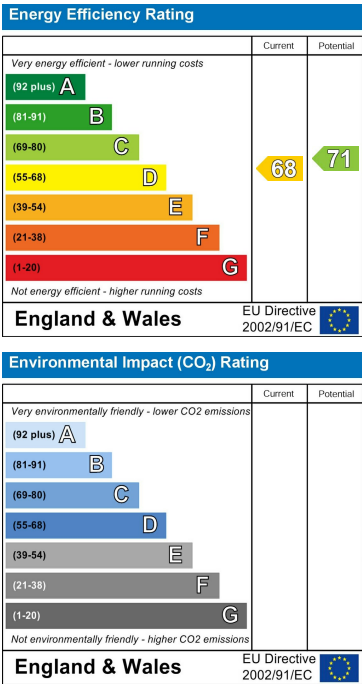 Energy Efficiency Rating
Current Potential
Very energy efficient - lower running costs
(92 plus) A
(81-91) B
(69-80) C
(55-68) D
(39-54) E
(21-38) F
(1-20) G
68
71
Not energy efficient - higher running costs
England & Wales
EU Directive
2002/91/EC
Environmental Impact (CO₂) Rating
Current Potential
Very environmentally friendly - lower CO2 emissions
(92 plus) A
(81-91) B
(69-80) C
(55-68) D
(39-54) E
(21-38) F
(1-20) G
Not environmentally friendly - higher CO2 emissions
England & Wales
EU Directive
2002/91/EC